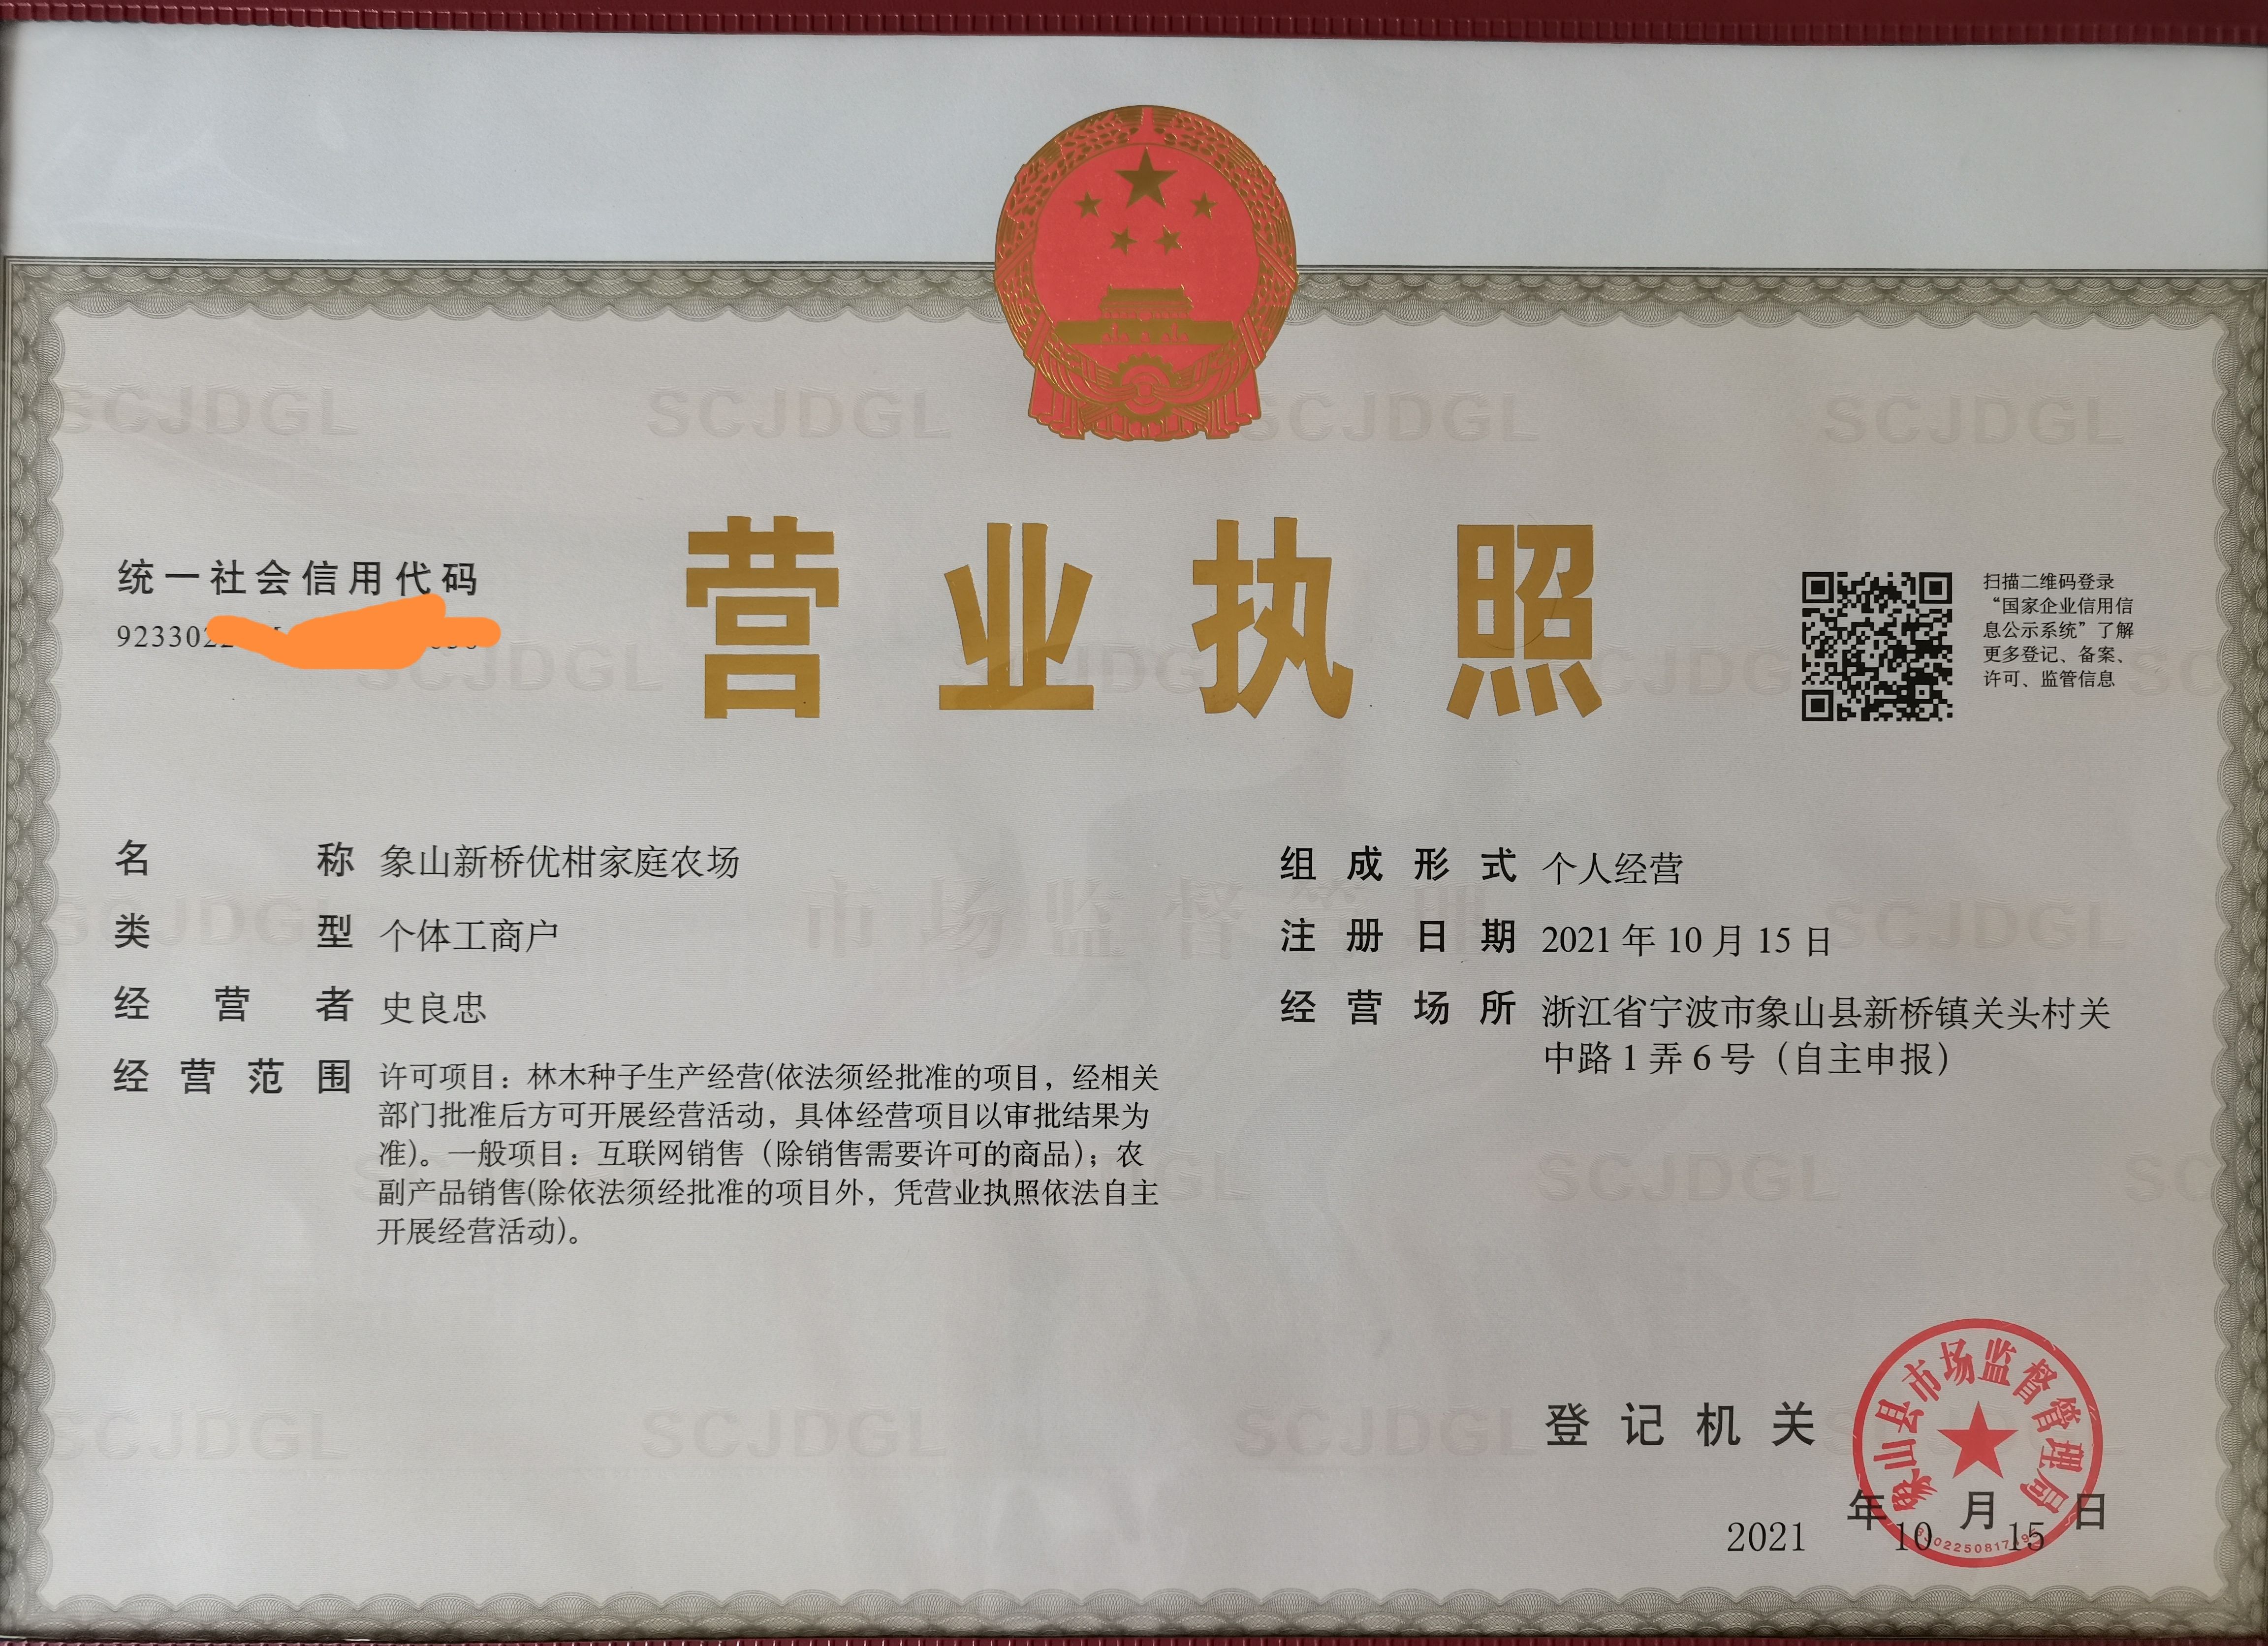 营业执照
统一社会信用代码
923302
扫描二维码登录
“国家企业信用信
息公示系统”了解
更多登记、备案、
许可、监管信息
名称 象山新桥优柑家庭农场
类型 个体工商户
经营者 史良忠
经营范围 许可项目：林木种子生产经营(依法须经批准的项目，经相关
部门批准后方可开展经营活动，具体经营项目以审批结果为
准)。一般项目：互联网销售（除销售需要许可的商品）；农
副产品销售(除依法须经批准的项目外，凭营业执照依法自主
开展经营活动)。
组成形式 个人经营
注册日期 2021 年 10 月 15 日
经营场所 浙江省宁波市象山县新桥镇关头村关
中路 1 弄 6 号（自主申报）
登记机关
象山县市场监督管理局
2021 年 10 月 15 日
市场监督管理
SCJDGL